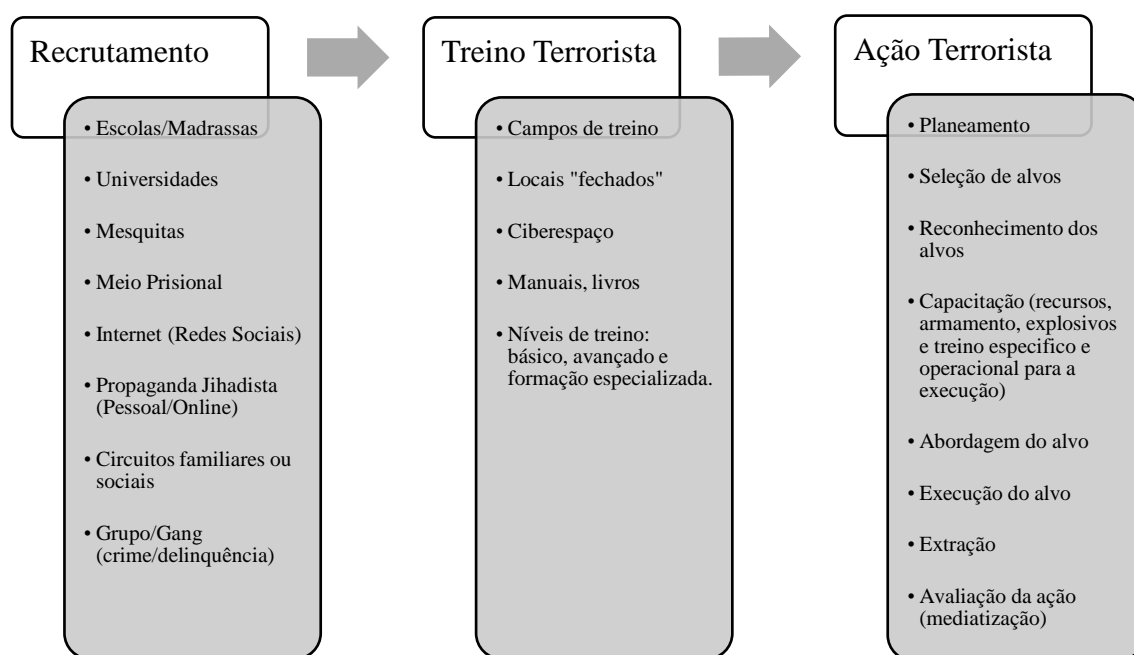 Recrutamento
• Escolas/Madrassas
• Universidades
• Mesquitas
• Meio Prisional
• Internet (Redes Sociais)
• Propaganda Jihadista
(Pessoal/Online)
• Circuitos familiares ou
sociais
• Grupo/Gang
(crime/delinquência)
Treino Terrorista
• Campos de treino
• Locais "fechados"
• Ciberespaço
• Manuais, livros
• Níveis de treino:
básico, avançado e
formação especializada.
Ação Terrorista
• Planeamento
• Seleção de alvos
• Reconhecimento dos
alvos
• Capacitação (recursos,
armamento, explosivos
e treino especifico e
operacional para a
execução)
• Abordagem do alvo
• Execução do alvo
• Extração
• Avaliação da ação
(mediatização)